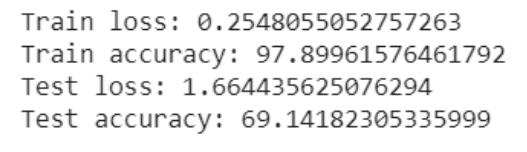 Train loss: 0.2548055052757263
Train accuracy: 97.89961576461792
Test loss: 1.664435625076294
Test accuracy: 69.14182305335999